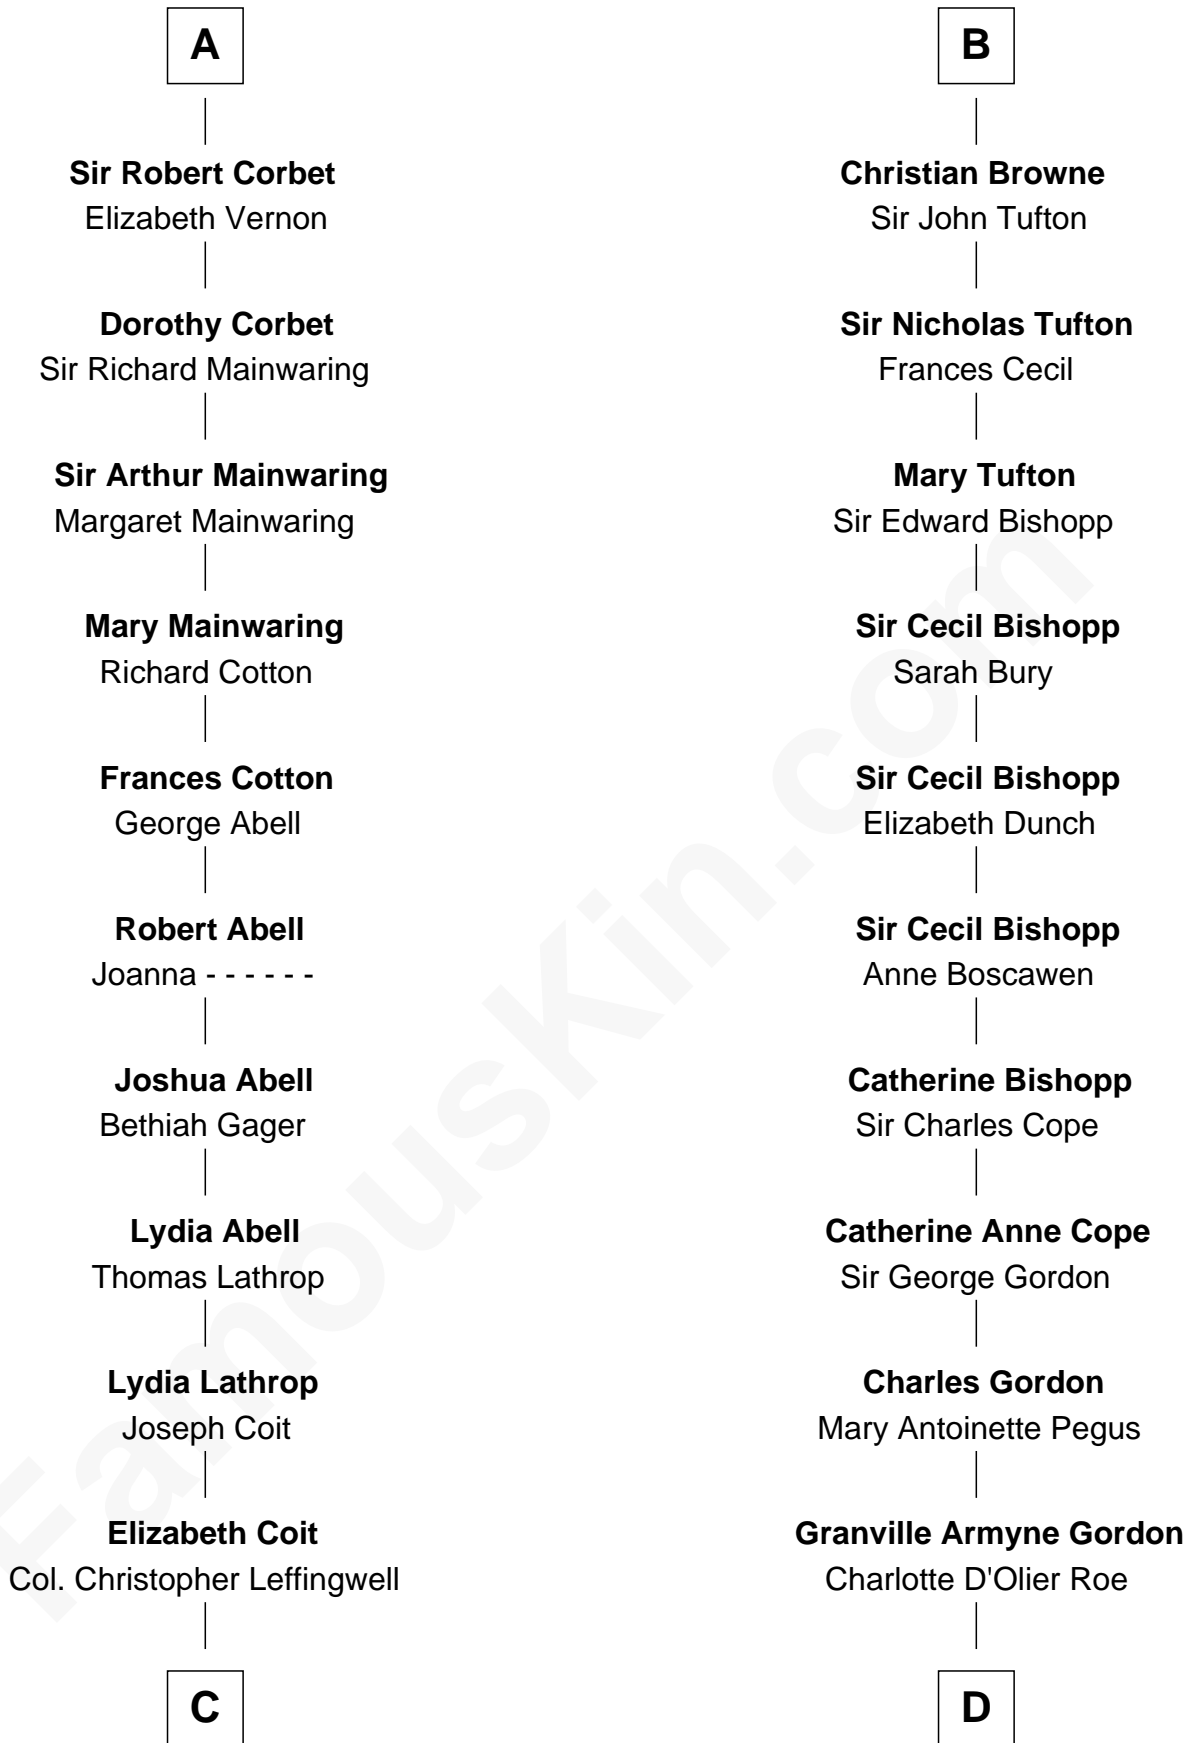 A
Sir Robert Corbet
Elizabeth Vernon
Dorothy Corbet
Sir Richard Mainwaring
Sir Arthur Mainwaring
Margaret Mainwaring
Mary Mainwaring
Richard Cotton
Frances Cotton
George Abell
Robert Abell
Joanna - - - - - -
Joshua Abell
Bethiah Gager
Lydia Abell
Thomas Lathrop
Lydia Lathrop
Joseph Coit
Elizabeth Coit
Col. Christopher Leffingwell
C
B
Christian Browne
Sir John Tufton
Sir Nicholas Tufton
Frances Cecil
Mary Tufton
Sir Edward Bishopp
Sir Cecil Bishopp
Sarah Bury
Sir Cecil Bishopp
Elizabeth Dunch
Sir Cecil Bishopp
Anne Boscawen
Catherine Bishopp
Sir Charles Cope
Catherine Anne Cope
Sir George Gordon
Charles Gordon
Mary Antoinette Pegus
Granville Armyne Gordon
Charlotte D'Olier Roe
D
FamousKin.com